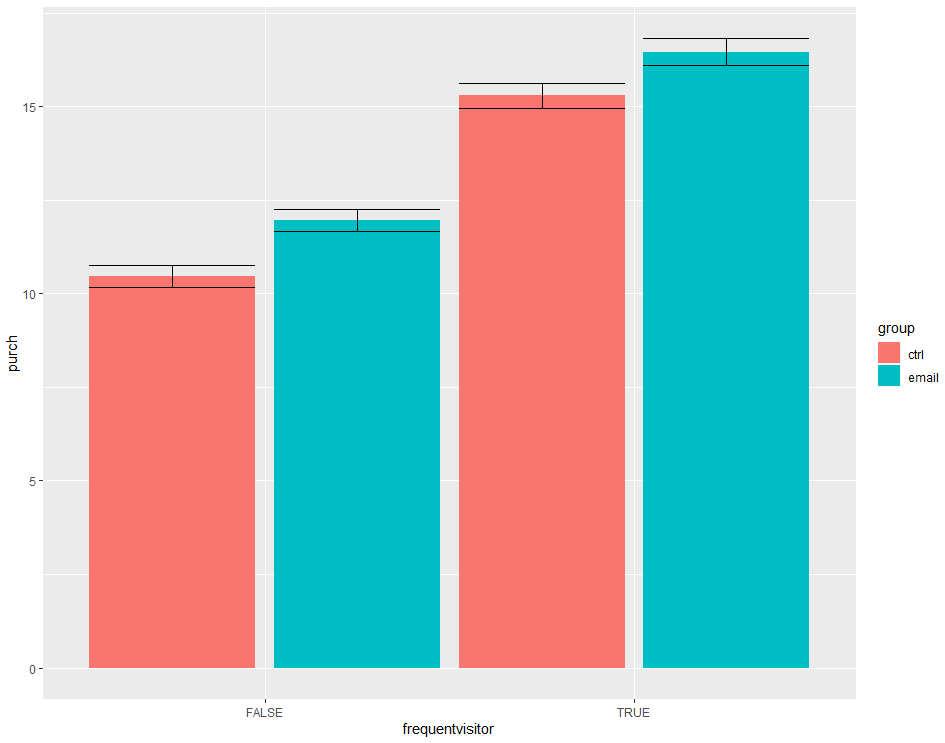 purch
15
10
5
0
FALSE
TRUE
frequentvisitor
group
ctrl
email